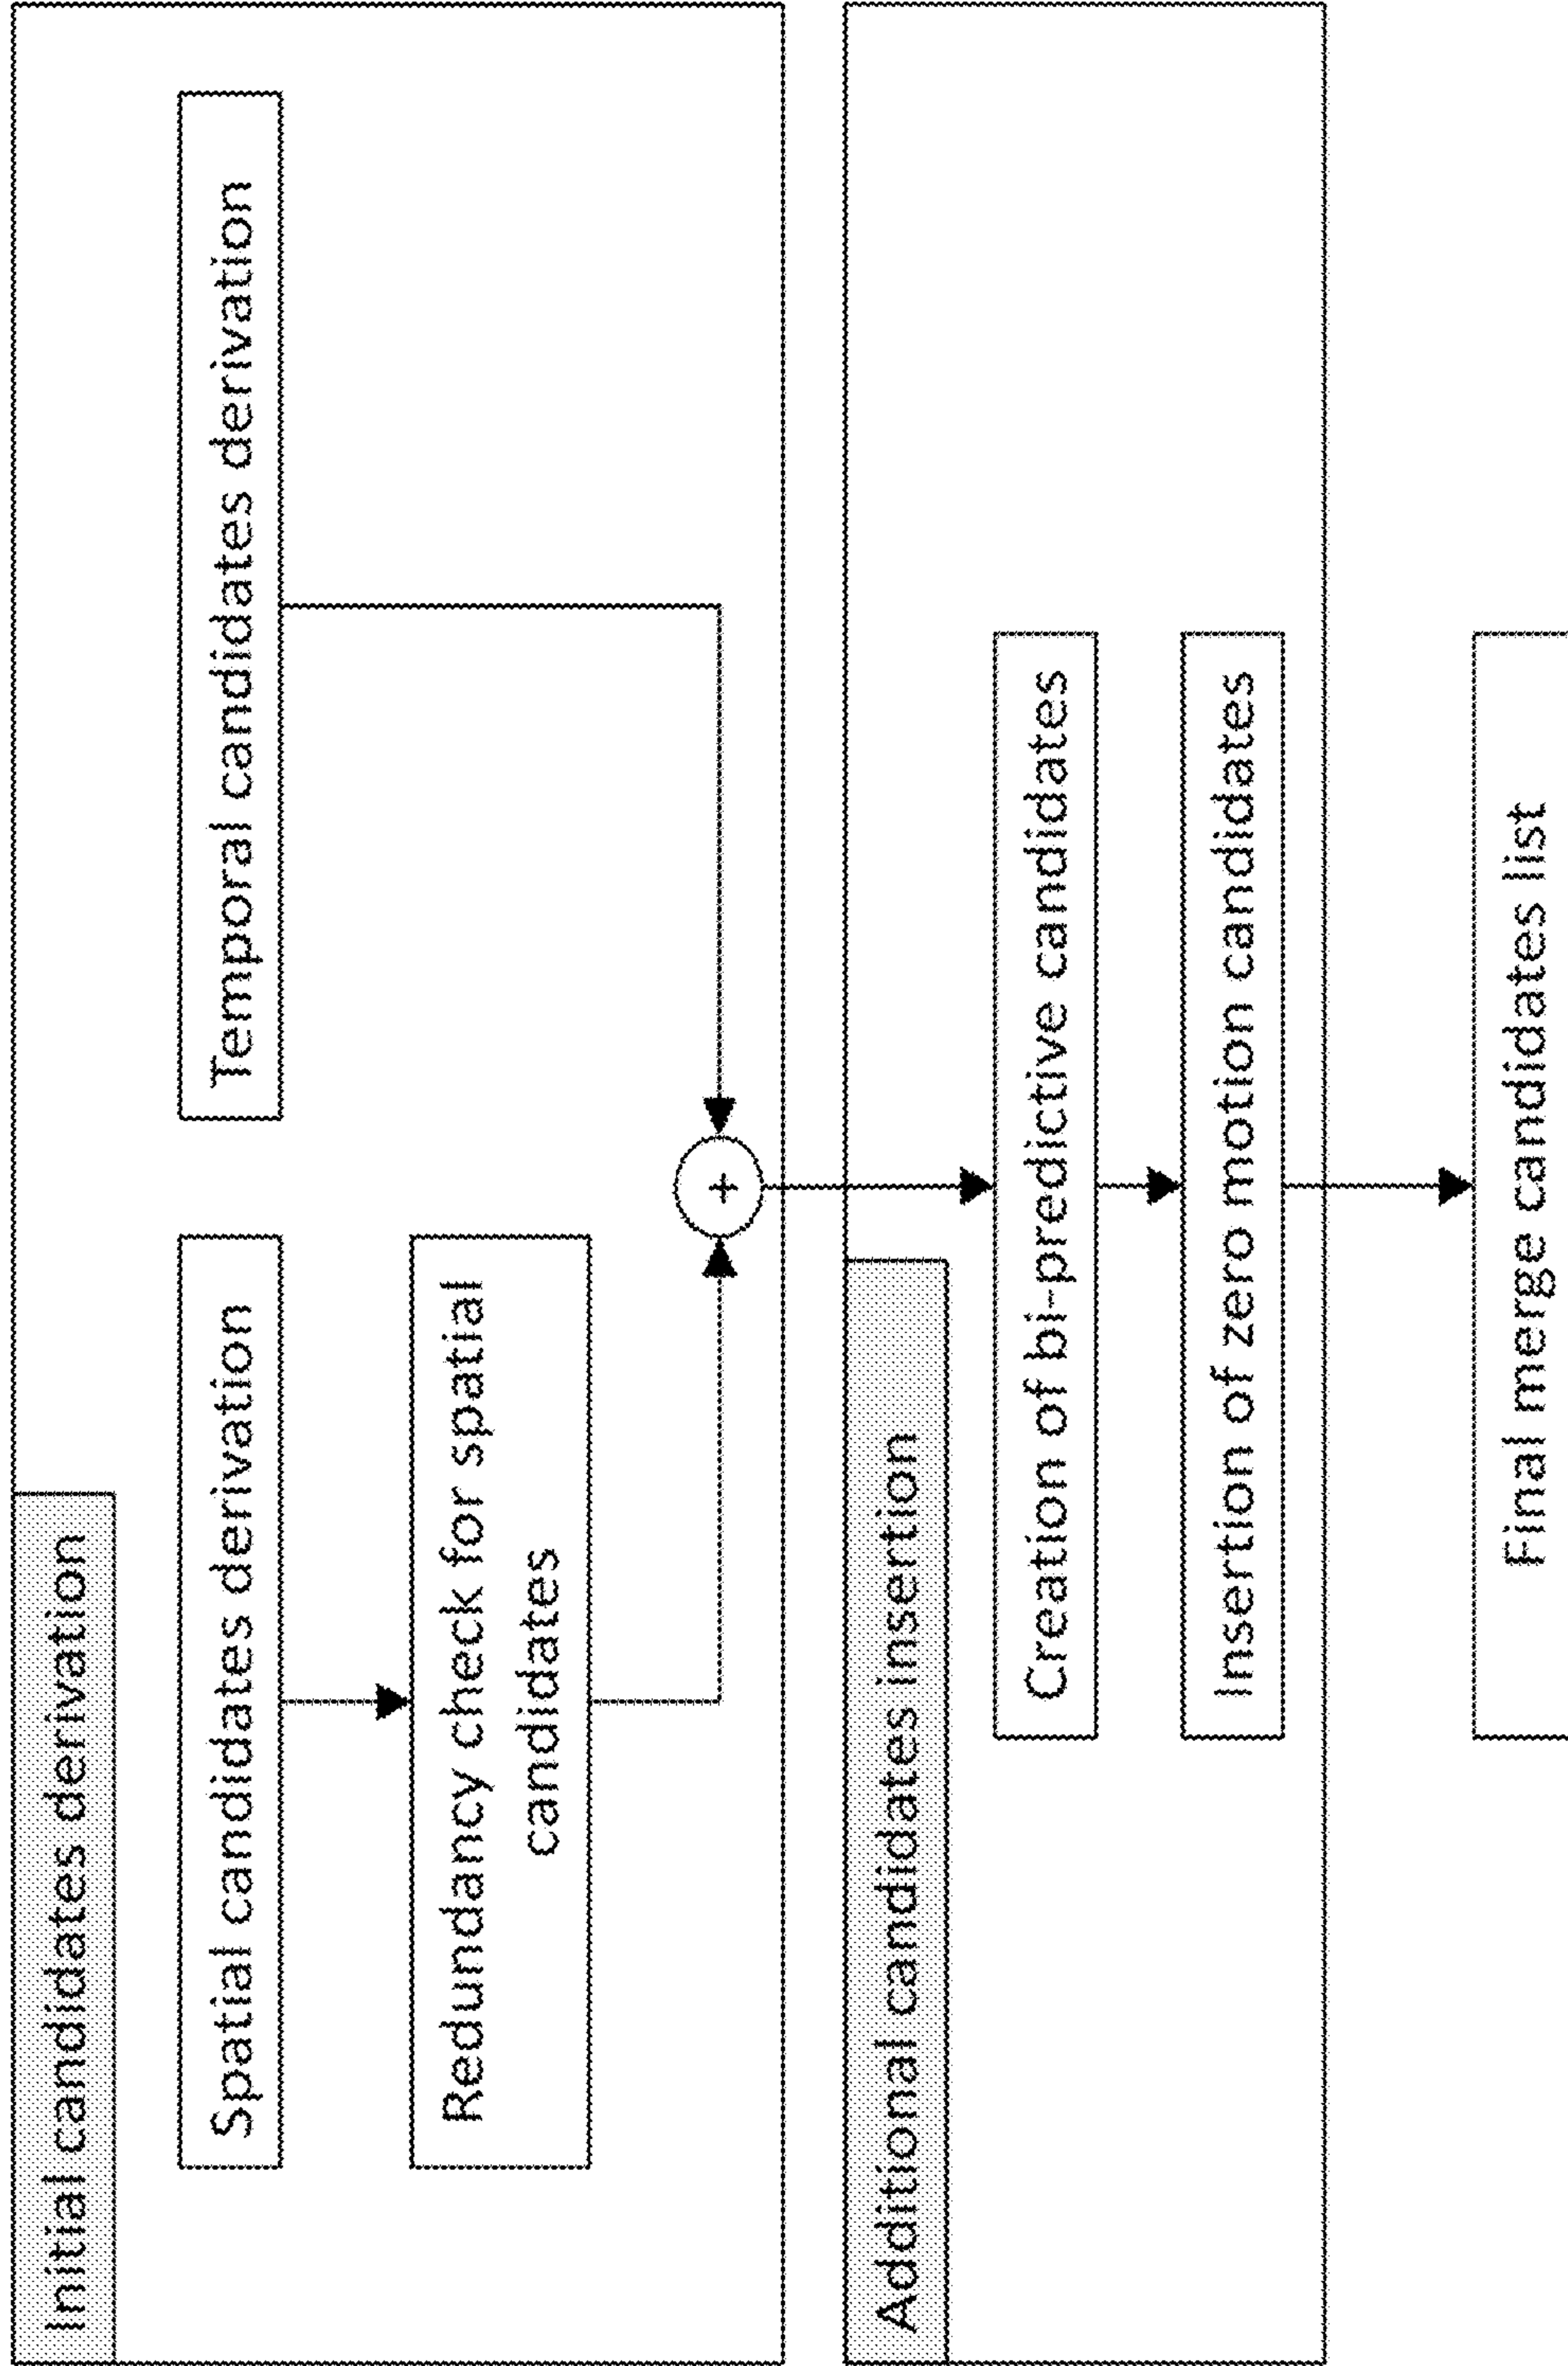 Initial candidates derivation
Spatial candidates derivation
Temporal candidates derivation
Redundancy check for spatial
candidates
+
Additional candidates insertion
Creation of bi-predictive candidates
Insertion of zero motion candidates
Final merge candidates list